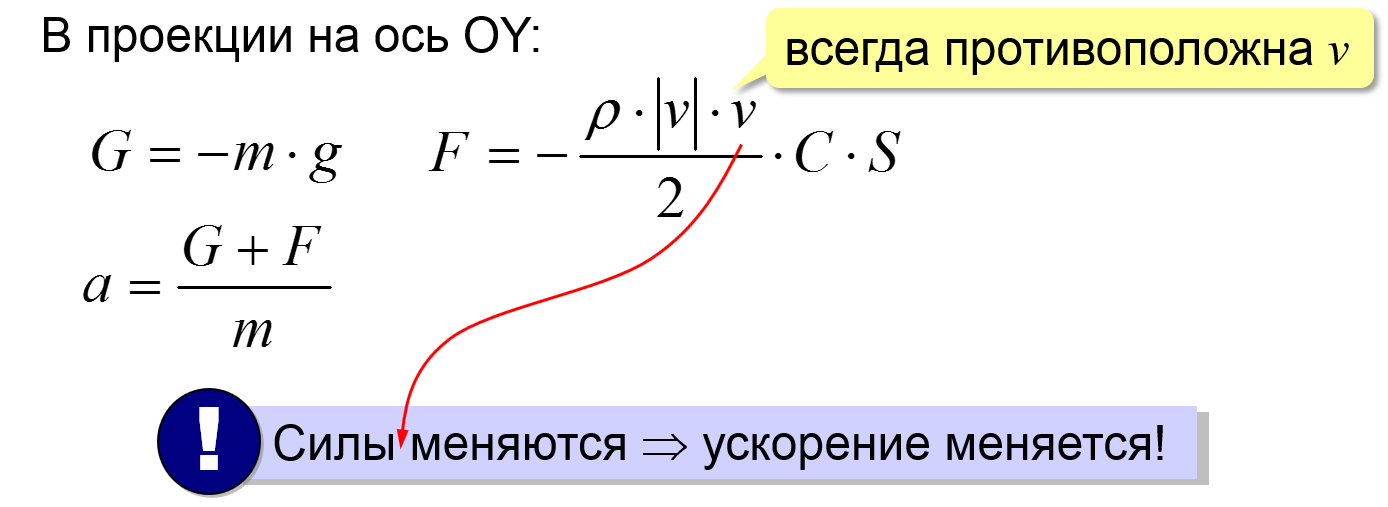 В проекции на ось OY:
всегда противоположна v
G = −m · g
F = − ρ · |v| · v / 2 · C · S
a = G + F / m
! Силы меняются ⇒ ускорение меняется!